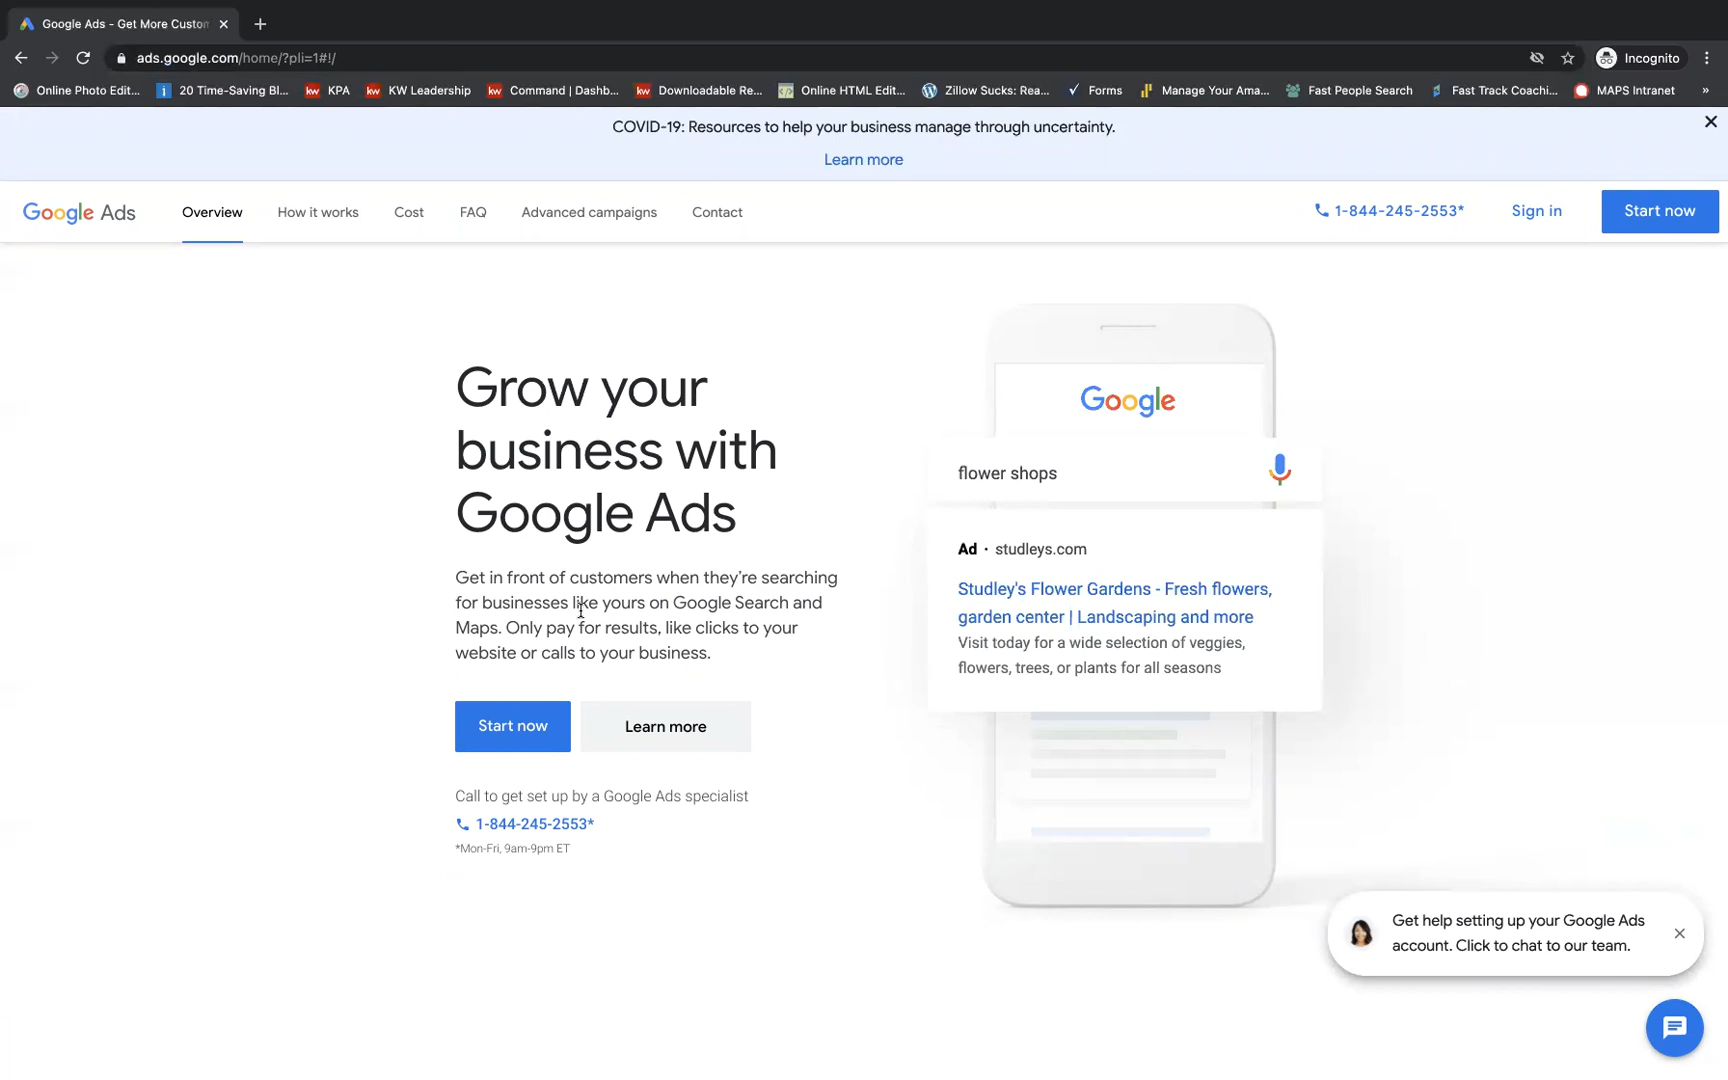 Google Ads - Get More Custom
ads.google.com/home/?pli=1#!/
Incognito
Online Photo Edit...
20 Time-Saving Bl...
KPA
KW Leadership
Command | Dashb...
Downloadable Re...
Online HTML Edit...
Zillow Sucks: Rea...
Forms
Manage Your Ama...
Fast People Search
Fast Track Coachi...
MAPS Intranet
»
COVID-19: Resources to help your business manage through uncertainty.
Learn more
Google Ads
Overview
How it works
Cost
FAQ
Advanced campaigns
Contact
1-844-245-2553*
Sign in
Start now
Grow your
business with
Google Ads
Get in front of customers when they’re searching
for businesses like yours on Google Search and
Maps. Only pay for results, like clicks to your
website or calls to your business.
Start now
Learn more
Call to get set up by a Google Ads specialist
1-844-245-2553*
*Mon-Fri, 9am-9pm ET
Google
flower shops
Ad · studleys.com
Studley's Flower Gardens - Fresh flowers,
garden center | Landscaping and more
Visit today for a wide selection of veggies,
flowers, trees, or plants for all seasons
Get help setting up your Google Ads
account. Click to chat to our team.